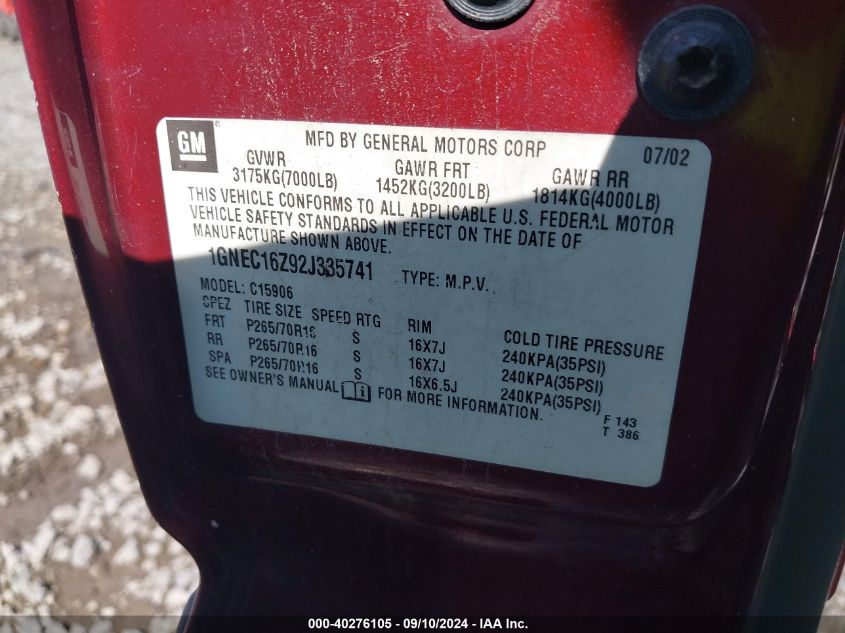 GM
MFD BY GENERAL MOTORS CORP 07/02
GVWR GAWR FRT GAWR RR
3175KG(7000LB) 1452KG(3200LB) 1814KG(4000LB)
THIS VEHICLE CONFORMS TO ALL APPLICABLE U.S. FEDERAL MOTOR
VEHICLE SAFETY STANDARDS IN EFFECT ON THE DATE OF
MANUFACTURE SHOWN ABOVE.
1GNEC16Z92J335741 TYPE: M.P.V.
MODEL: C15906
CPEZ TIRE SIZE SPEED RTG RIM COLD TIRE PRESSURE
FRT P265/70R16 S 16X7J 240KPA(35PSI)
RR P265/70R16 S 16X7J 240KPA(35PSI)
SPA P265/70R16 S 16X6.5J 240KPA(35PSI)
SEE OWNER'S MANUAL FOR MORE INFORMATION.
F 143
T 386
000-40276105 - 09/10/2024 - IAA Inc.